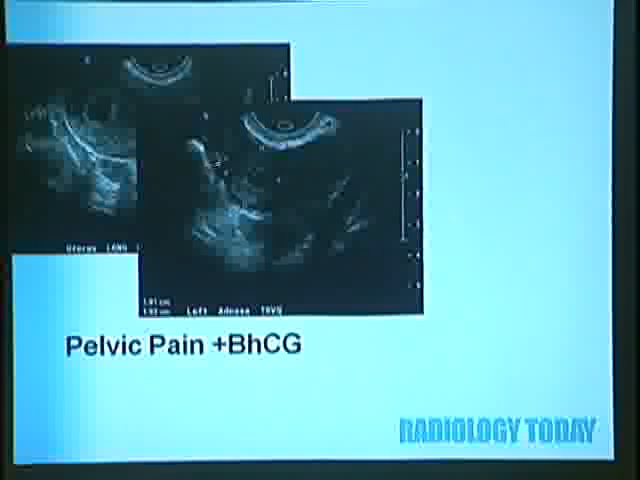 Uterus LONG
Left Adnexa TRVS
Pelvic Pain +BhCG
RADIOLOGY TODAY